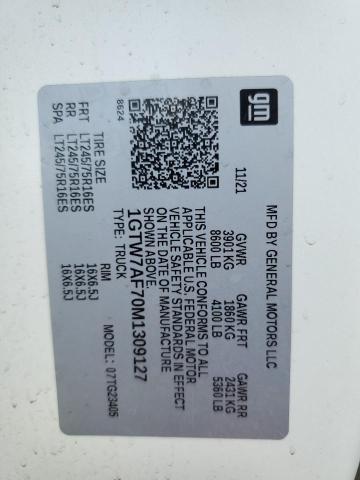 gm
MFD BY GENERAL MOTORS LLC
11/21 GVWR GAWR FRT GAWR RR
3901 KG 1860 KG 2431 KG
8600 LB 4100 LB 5360 LB
THIS VEHICLE CONFORMS TO ALL
APPLICABLE U.S. FEDERAL MOTOR
VEHICLE SAFETY STANDARDS IN EFFECT
ON THE DATE OF MANUFACTURE
SHOWN ABOVE.
1GTW7AF70M1309127
TYPE: TRUCK
8624
MODEL: 07TG23405
TIRE SIZE RIM
FRT LT245/75R16ES 16X6.5J
RR LT245/75R16ES 16X6.5J
SPA LT245/75R16ES 16X6.5J